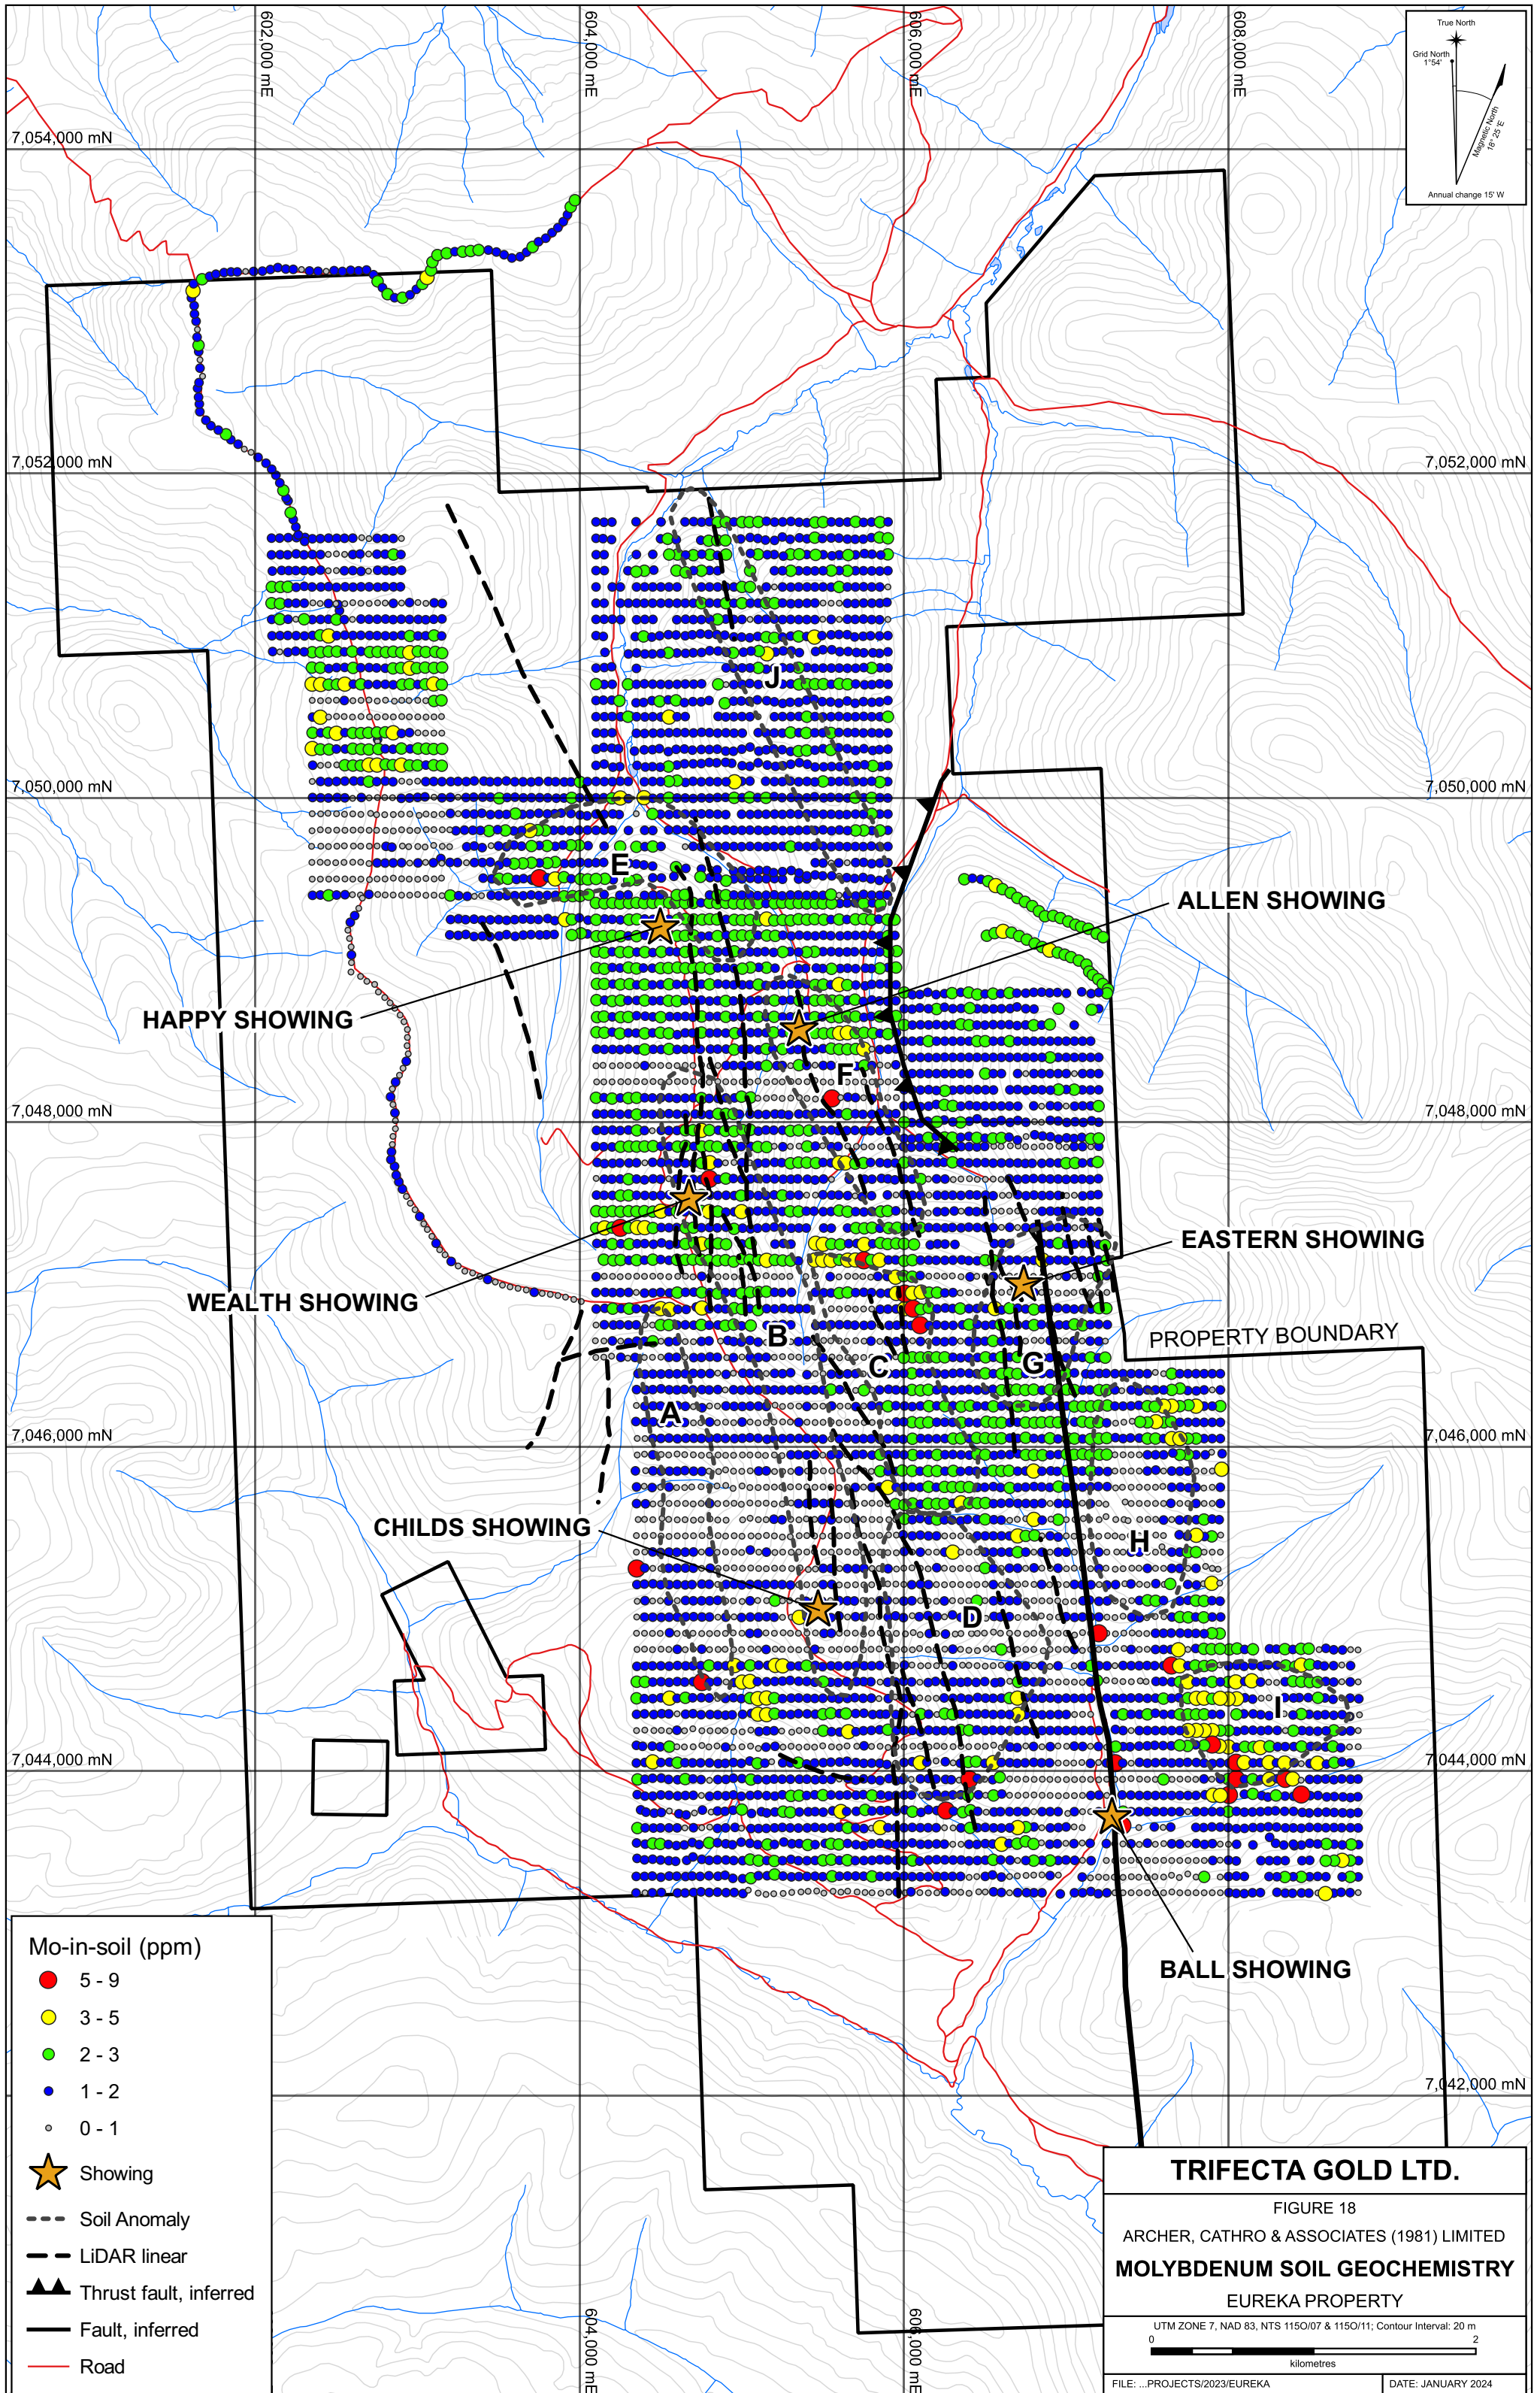 602,000 mE
604,000 mE
606,000 mE
608,000 mE
True North
Grid North
1°54'
Magnetic North
18° 25 'E
Annual change 15' W
7,054,000 mN
7,052,000 mN
7,052,000 mN
J
7,050,000 mN
7,050,000 mN
E
ALLEN SHOWING
HAPPY SHOWING
F
7,048,000 mN
7,048,000 mN
EASTERN SHOWING
WEALTH SHOWING
B
PROPERTY BOUNDARY
C
G
A
7,046,000 mN
7,046,000 mN
CHILDS SHOWING
H
D
I
7,044,000 mN
7,044,000 mN
BALL SHOWING
7,042,000 mN
Mo-in-soil (ppm)
5 - 9
3 - 5
2 - 3
1 - 2
0 - 1
Showing
Soil Anomaly
LiDAR linear
Thrust fault, inferred
Fault, inferred
Road
604,000 mE
606,000 mE
TRIFECTA GOLD LTD.
FIGURE 18
ARCHER, CATHRO & ASSOCIATES (1981) LIMITED
MOLYBDENUM SOIL GEOCHEMISTRY
EUREKA PROPERTY
UTM ZONE 7, NAD 83, NTS 115O/07 & 115O/11; Contour Interval: 20 m
0 2
kilometres
FILE: ...PROJECTS/2023/EUREKA
DATE: JANUARY 2024